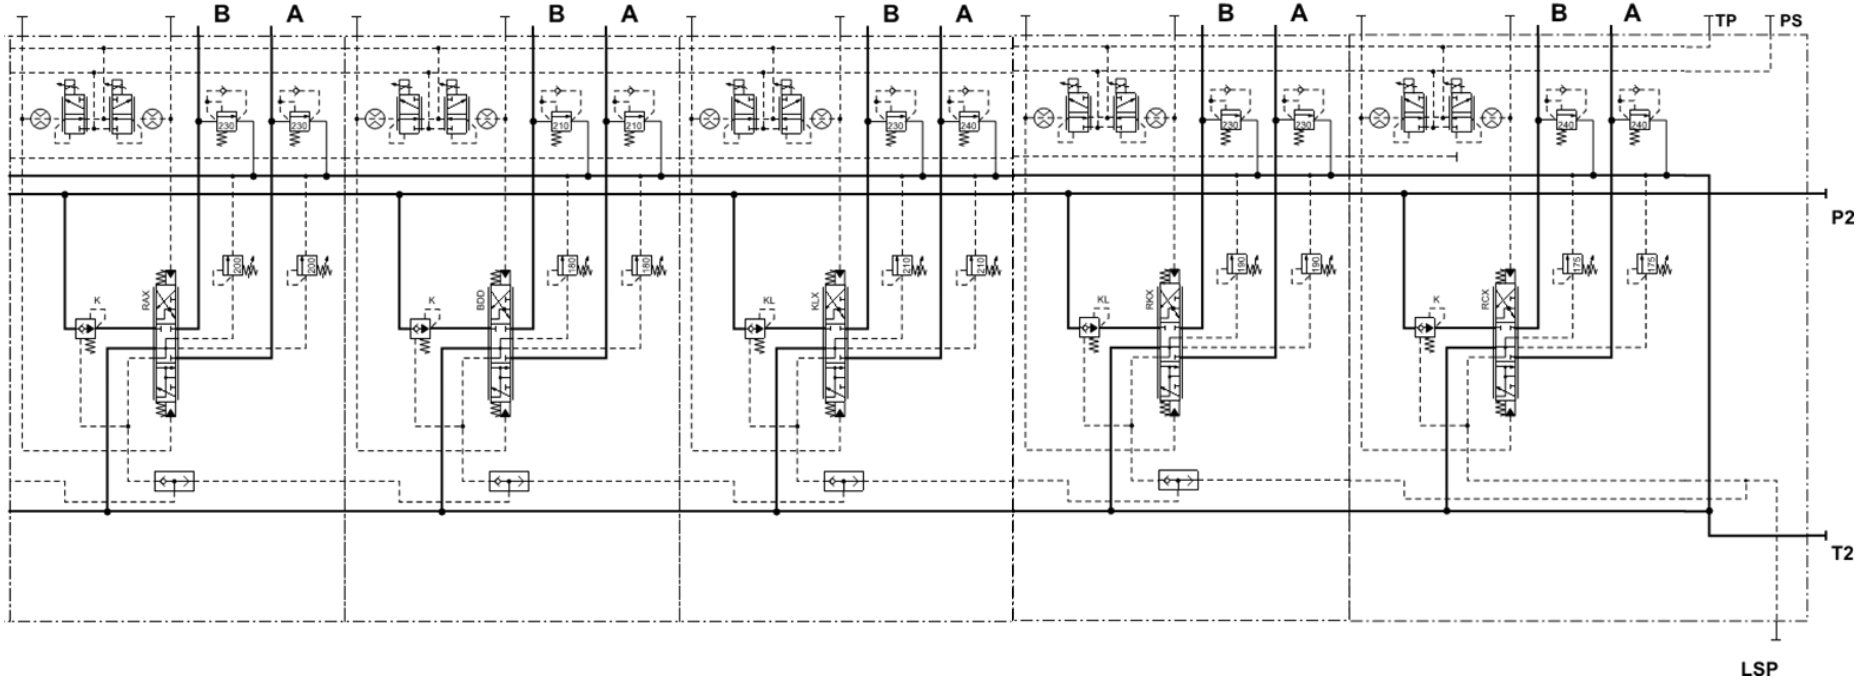 B A B A B A B A B A TP PS
230 230 210 210 230 240 230 230 240 240
P2
200 200 180 180 210 210 190 190 175 175
K RAX K BDD KL KLX KL RKX K RCX
T2
LSP